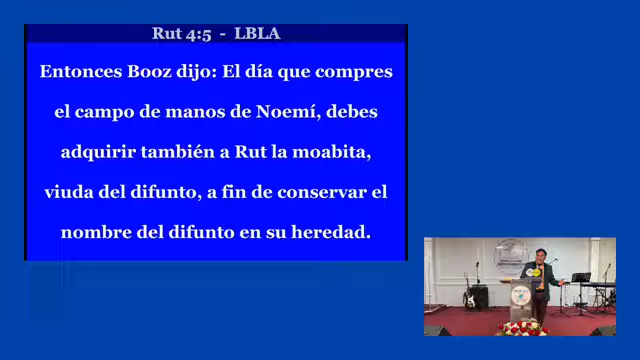 Rut 4:5 - LBLA
Entonces Booz dijo: El día que compres
el campo de manos de Noemí, debes
adquirir también a Rut la moabita,
viuda del difunto, a fin de conservar el
nombre del difunto en su heredad.